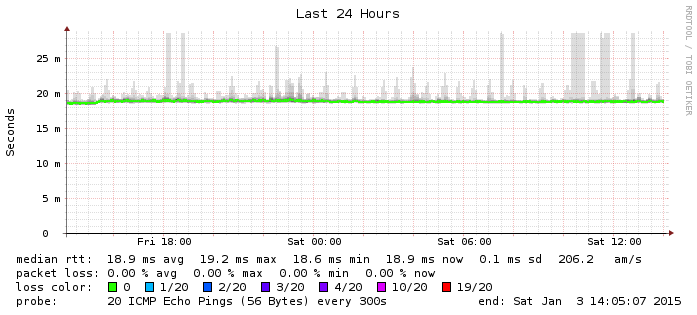 Last 24 Hours
RRDTOOL / TOBI OETIKER
Seconds
25 m
20 m
15 m
10 m
5 m
0
Fri 18:00 Sat 00:00 Sat 06:00 Sat 12:00
median rtt: 18.9 ms avg 19.2 ms max 18.6 ms min 18.9 ms now 0.1 ms sd 206.2 am/s
packet loss: 0.00 % avg 0.00 % max 0.00 % min 0.00 % now
loss color: 0 1/20 2/20 3/20 4/20 10/20 19/20
probe: 20 ICMP Echo Pings (56 Bytes) every 300s end: Sat Jan 3 14:05:07 2015